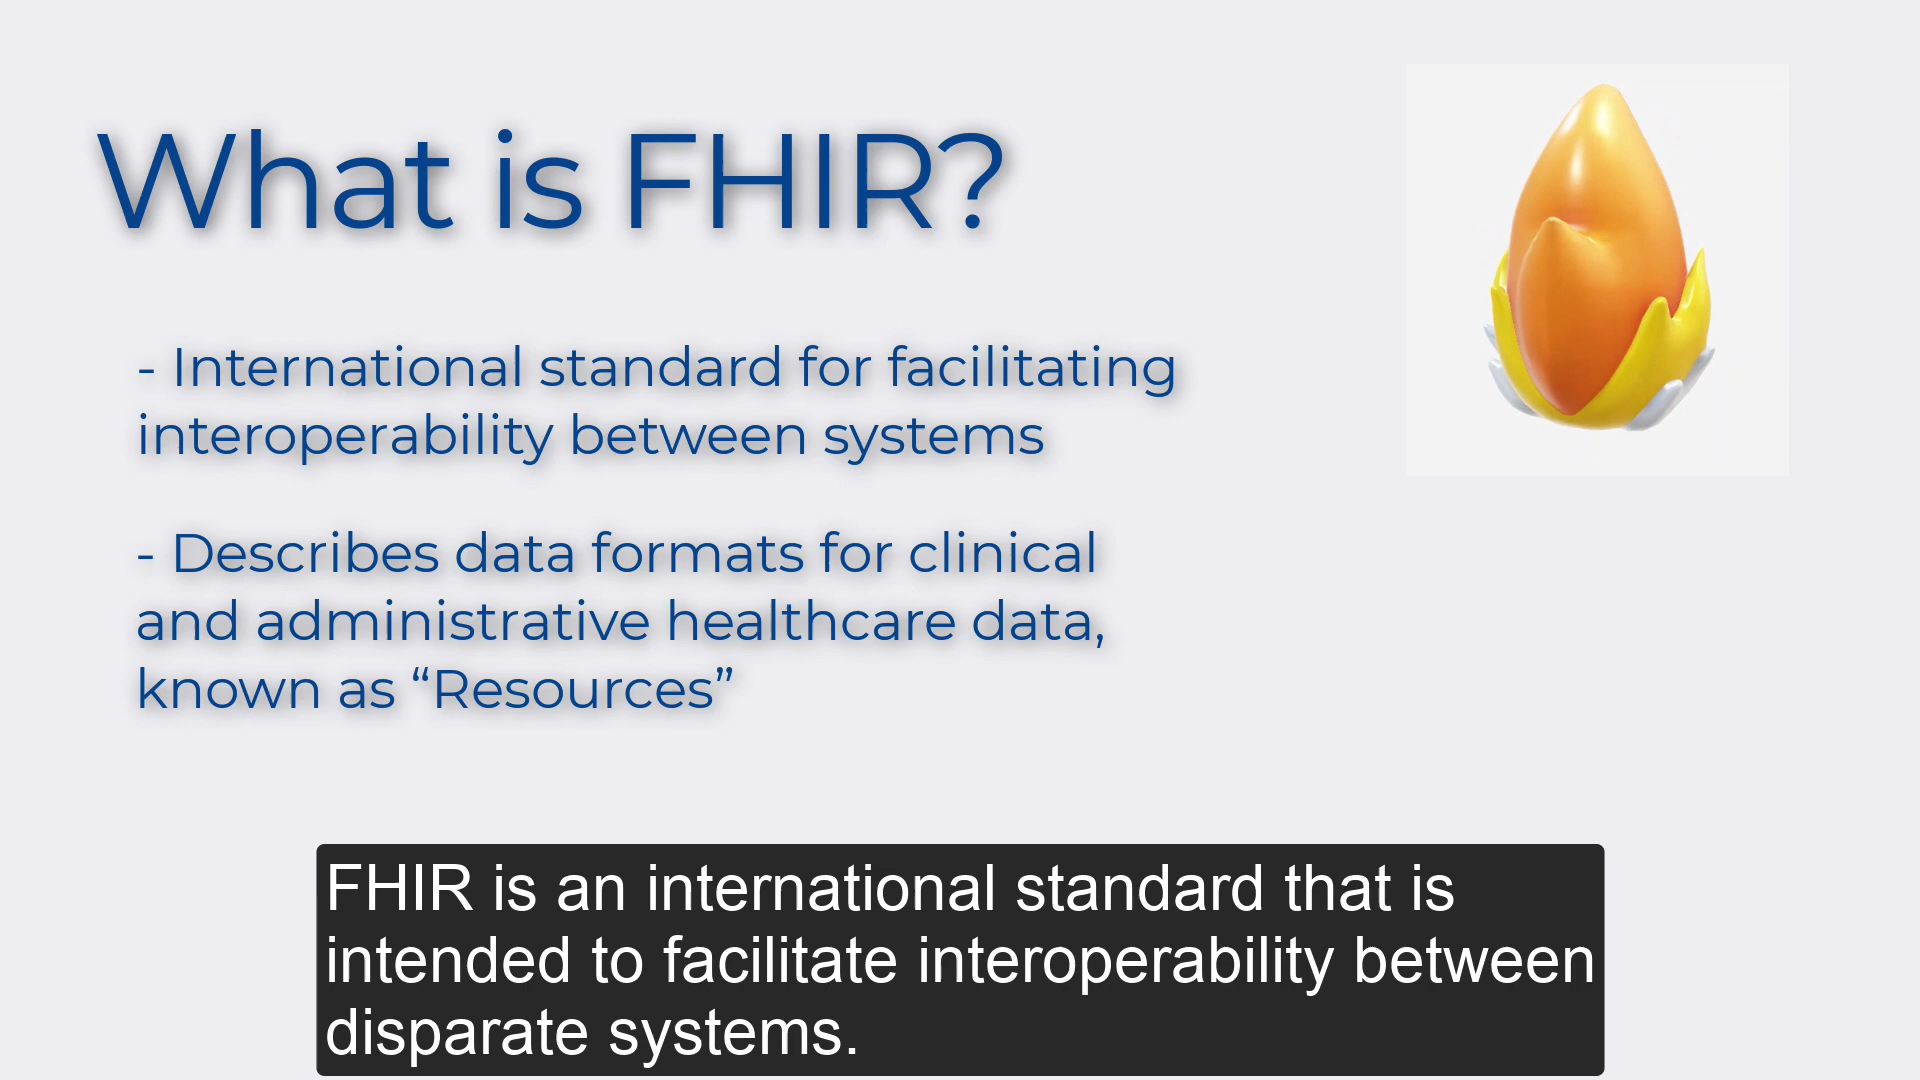 What is FHIR?
- International standard for facilitating
interoperability between systems
- Describes data formats for clinical
and administrative healthcare data,
known as “Resources”
FHIR is an international standard that is
intended to facilitate interoperability between
disparate systems.